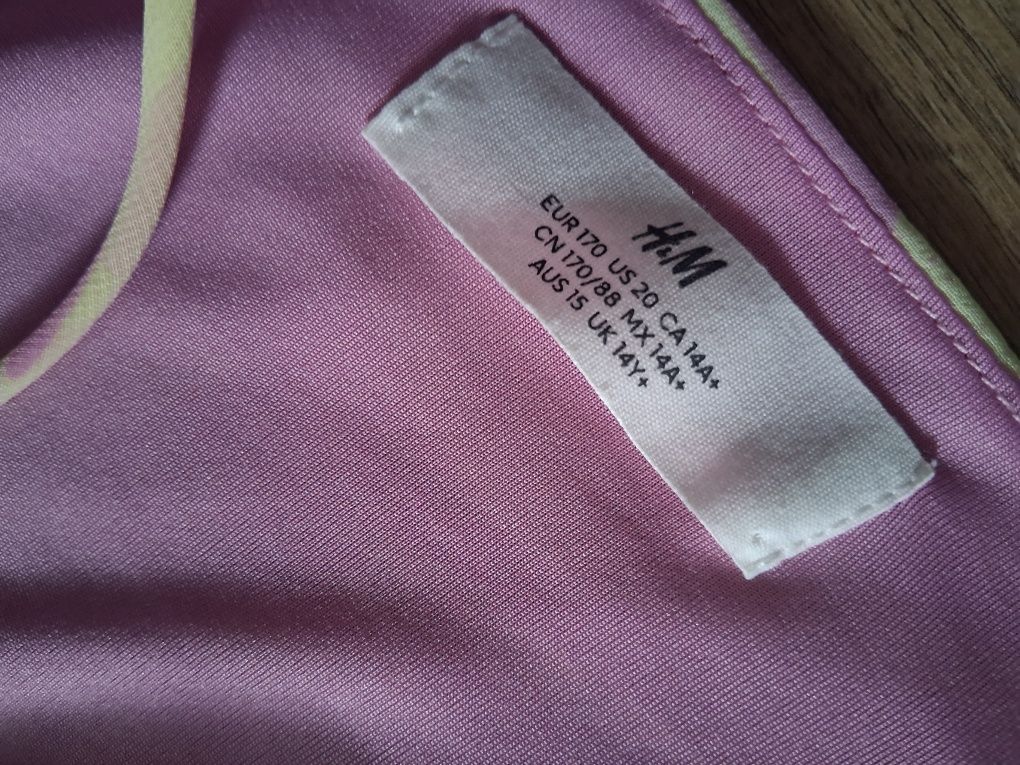 H&M
EUR 170 US 20 CA 14A+
CN 170/88 MX 14A+
AUS 15 UK 14Y+